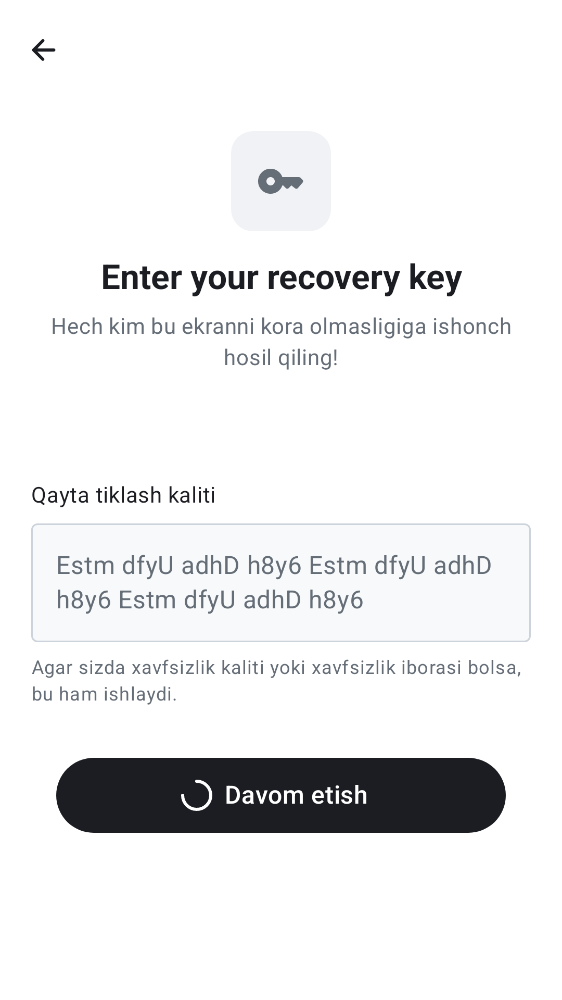 Enter your recovery key
Hech kim bu ekranni kora olmasligiga ishonch
hosil qiling!
Qayta tiklash kaliti
Estm dfyU adhD h8y6 Estm dfyU adhD
h8y6 Estm dfyU adhD h8y6
Agar sizda xavfsizlik kaliti yoki xavfsizlik iborasi bolsa,
bu ham ishlaydi.
Davom etish